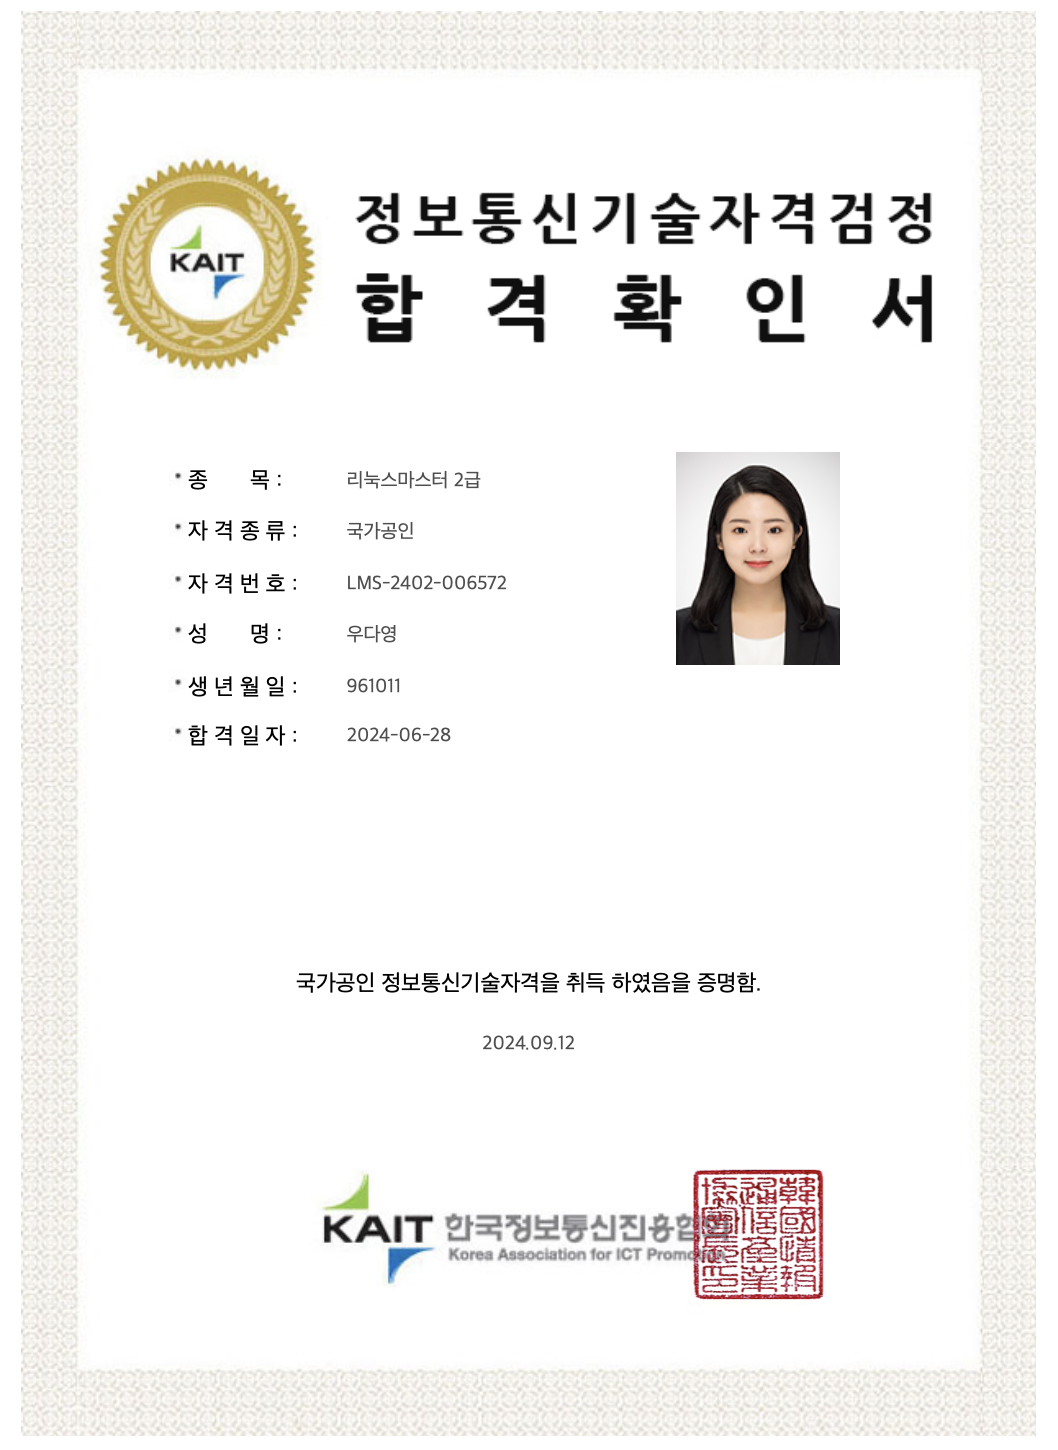 KAIT
정보통신기술자격검정
합격확인서
* 종 목 : 리눅스마스터 2급
* 자격종류 : 국가공인
* 자격번호 : LMS-2402-006572
* 성 명 : 우다영
* 생년월일 : 961011
* 합격일자 : 2024-06-28
국가공인 정보통신기술자격을 취득 하였음을 증명함.
2024.09.12
KAIT 한국정보통신진흥협회
Korea Association for ICT Promotion